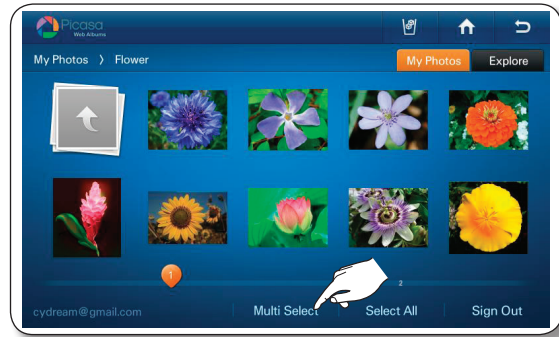 Picasa
Web Albums
My Photos 〉 Flower
My Photos
Explore
1
2
cydream@gmail.com
Multi Select
Select All
Sign Out